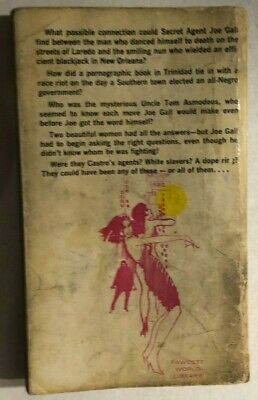 What possible connection could Secret Agent Joe Gall
find between the man who danced himself to death on the
streets of Laredo and the smiling nun who wielded an effi
cient blackjack in New Orleans?
How did a pornographic book in Trinidad tie in with a
race riot on the day a Southern town elected an all-Negro
government?
Who was the mysterious Uncle Tam Asmodeus, who
seemed to know each move Joe Gall would make even
before Joe got the word himself?
Two beautiful women had all the answers—but Joe Gall
had to begin asking the right questions, even though he
didn't know whom he was fighting!
Were they Castro's agents? White slavers? A dope ring?
They could have been any of these — or all of them....
FAWCETT
WORLD
LIBRARY